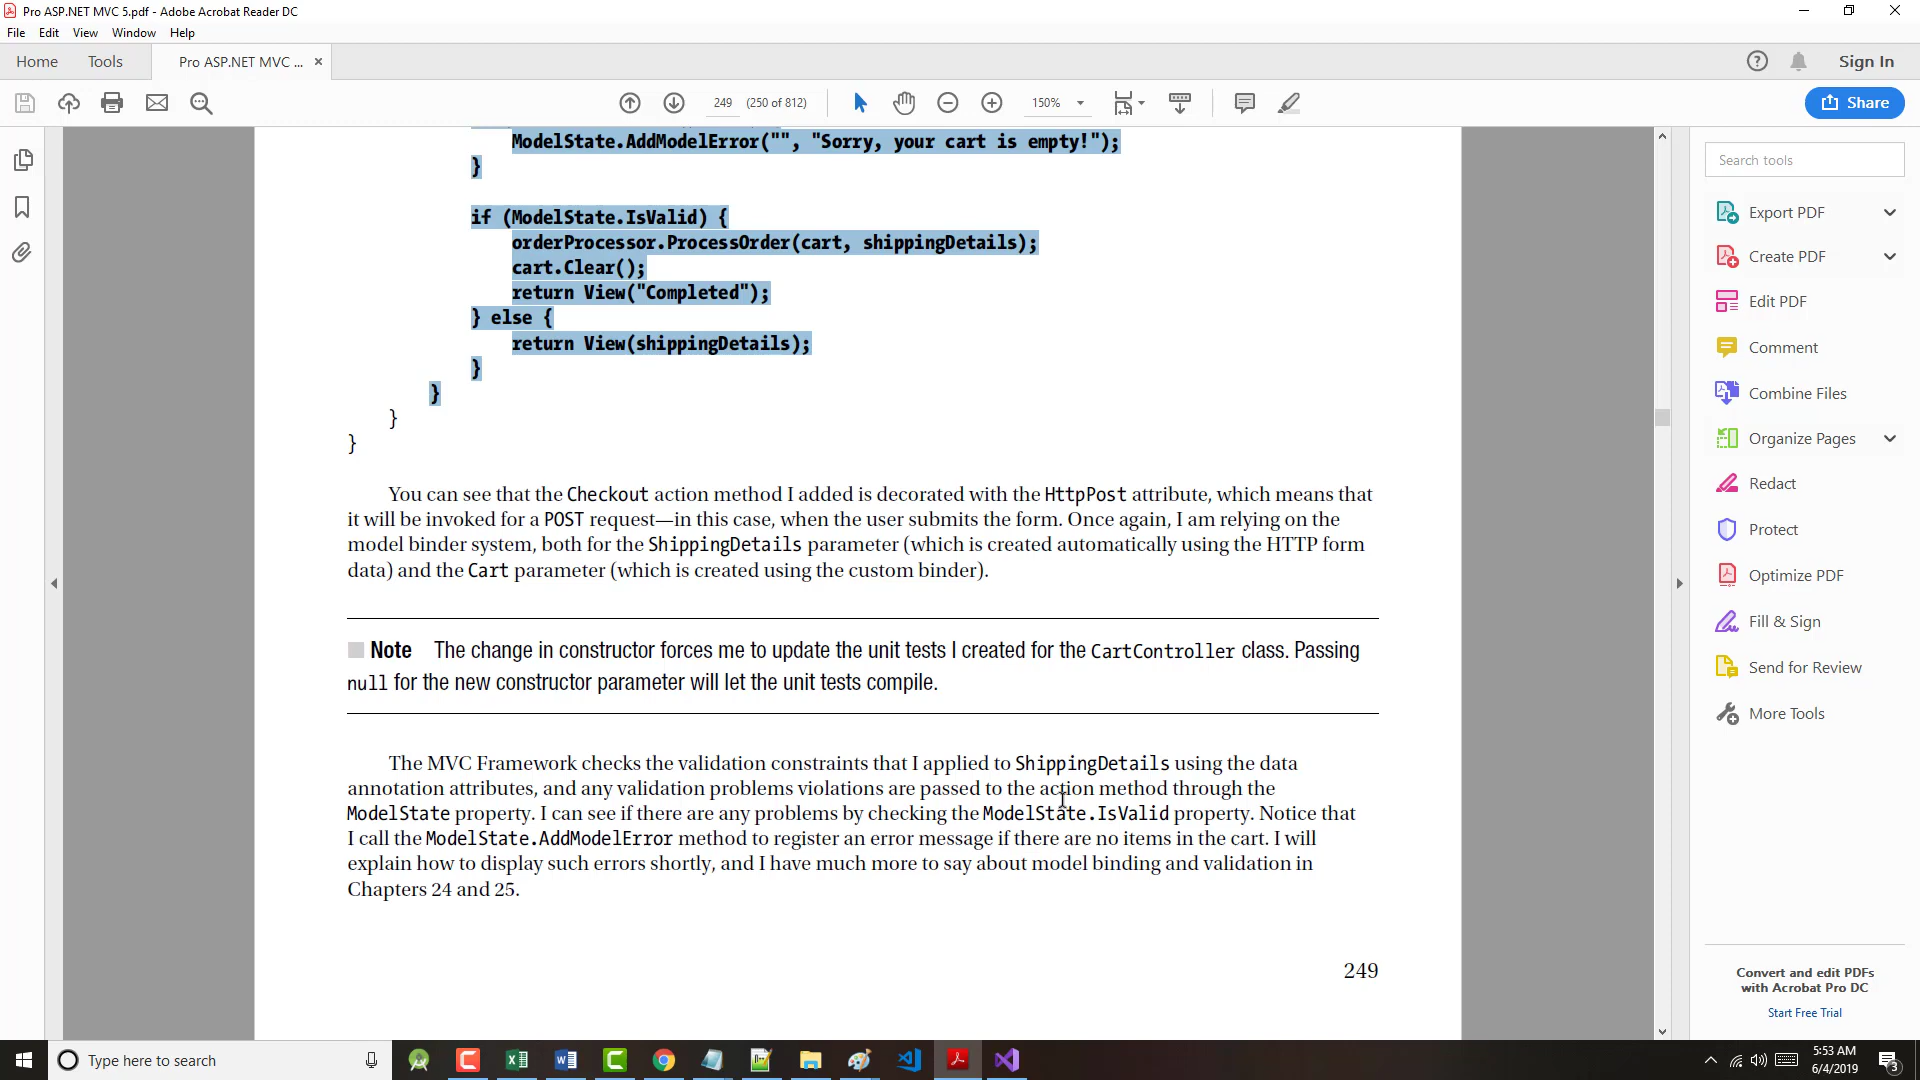 Pro ASP.NET MVC 5.pdf - Adobe Acrobat Reader DC
File Edit View Window Help
Home Tools Pro ASP.NET MVC ... × Sign In
249 (250 of 812) 150% Share
ModelState.AddModelError("", "Sorry, your cart is empty!");
}
if (ModelState.IsValid) {
orderProcessor.ProcessOrder(cart, shippingDetails);
cart.Clear();
return View("Completed");
} else {
return View(shippingDetails);
}
}
}
}
You can see that the Checkout action method I added is decorated with the HttpPost attribute, which means that
it will be invoked for a POST request—in this case, when the user submits the form. Once again, I am relying on the
model binder system, both for the ShippingDetails parameter (which is created automatically using the HTTP form
data) and the Cart parameter (which is created using the custom binder).
Note The change in constructor forces me to update the unit tests I created for the CartController class. Passing
null for the new constructor parameter will let the unit tests compile.
The MVC Framework checks the validation constraints that I applied to ShippingDetails using the data
annotation attributes, and any validation problems violations are passed to the action method through the
ModelState property. I can see if there are any problems by checking the ModelState.IsValid property. Notice that
I call the ModelState.AddModelError method to register an error message if there are no items in the cart. I will
explain how to display such errors shortly, and I have much more to say about model binding and validation in
Chapters 24 and 25.
249
Search tools
Export PDF
Create PDF
Edit PDF
Comment
Combine Files
Organize Pages
Redact
Protect
Optimize PDF
Fill & Sign
Send for Review
More Tools
Convert and edit PDFs
with Acrobat Pro DC
Start Free Trial
Type here to search
5:53 AM
6/4/2019
3